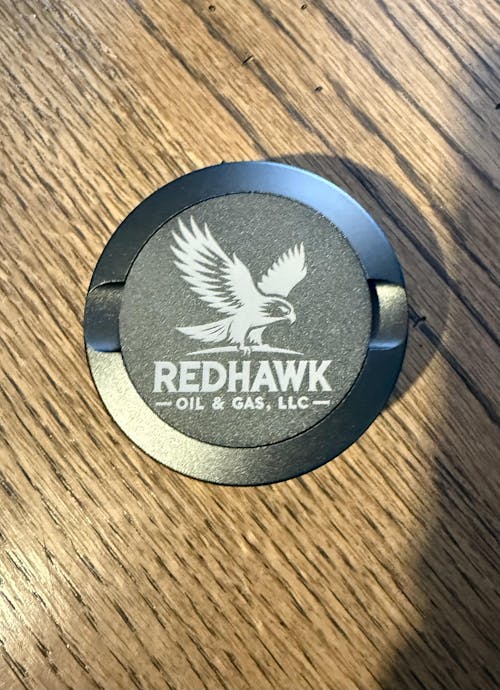 REDHAWK
— OIL & GAS, LLC —